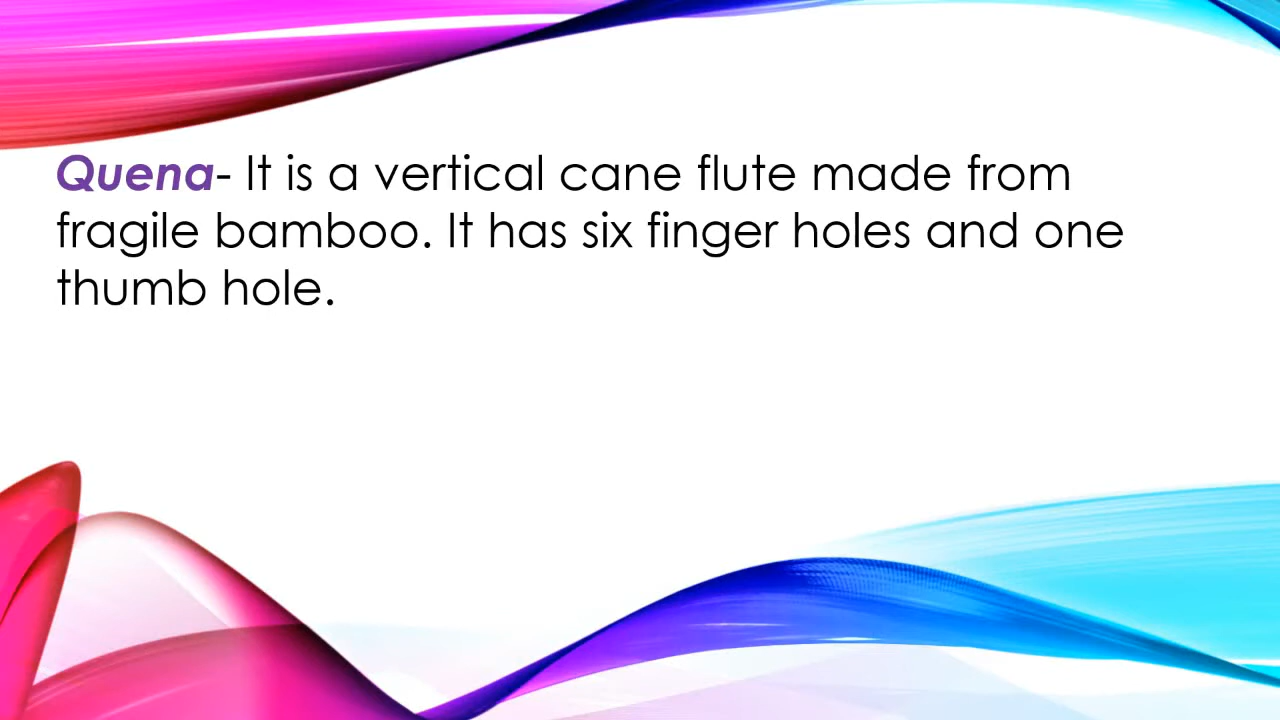 Quena- It is a vertical cane flute made from
fragile bamboo. It has six finger holes and one
thumb hole.